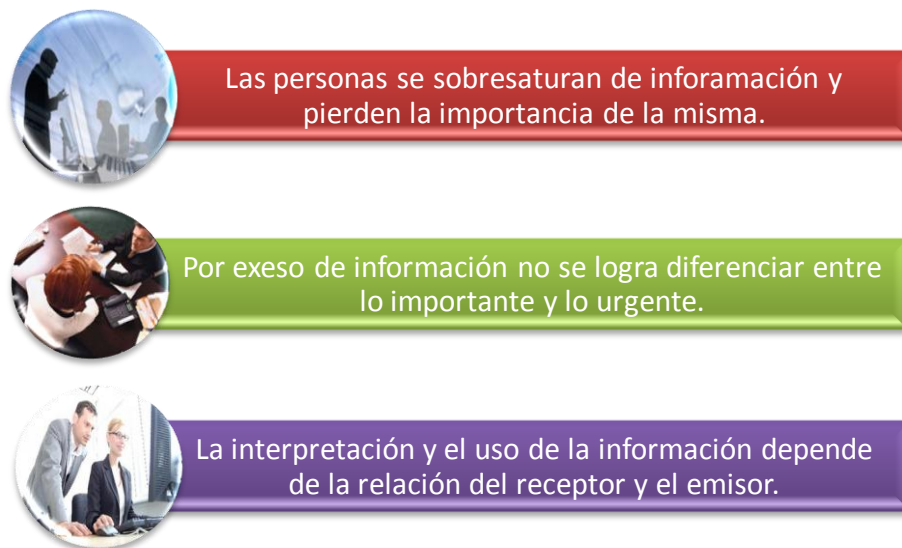 Las personas se sobresaturan de inforamación y
pierden la importancia de la misma.
Por exeso de información no se logra diferenciar entre
lo importante y lo urgente.
La interpretación y el uso de la información depende
de la relación del receptor y el emisor.